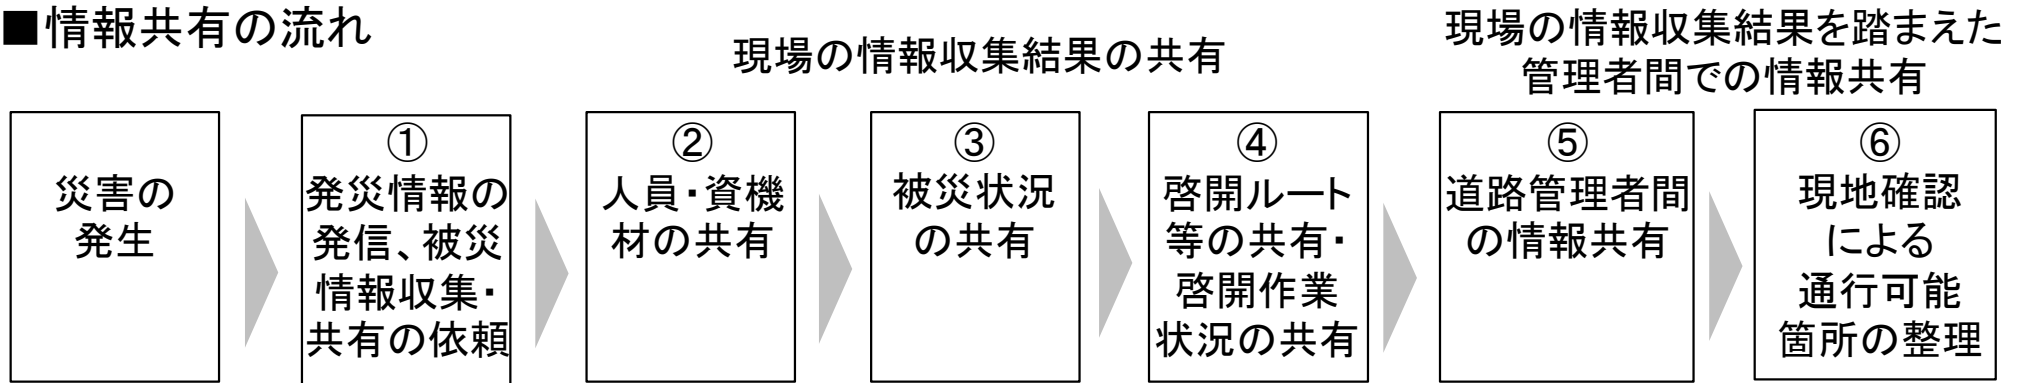 ■情報共有の流れ
現場の情報収集結果の共有
現場の情報収集結果を踏まえた
管理者間での情報共有
災害の
発生
①
発災情報の
発信、被災
情報収集・
共有の依頼
②
人員・資機
材の共有
③
被災状況
の共有
④
啓開ルート
等の共有・
啓開作業
状況の共有
⑤
道路管理者間
の情報共有
⑥
現地確認
による
通行可能
箇所の整理